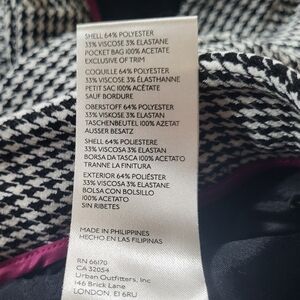 SHELL 64% POLYESTER
33% VISCOSE 3% ELASTANE
POCKET BAG 100% ACETATE
EXCLUSIVE OF TRIM
COQUILLE 64% POLYESTER
33% VISCOSE 3% ÉLASTHANNE
PETIT SAC 100% ACÉTATE
SAUF BORDURE
OBERSTOFF 64% POLYESTER
33% VISKOSE 3% ELASTAN
TASCHENBEUTEL 100% AZETAT
AUSSER BESATZ
SHELL 64% POLIESTERE
33% VISCOSA 3% ELASTAN
BORSA DA TASCA 100% ACETATO
TRANNE LA FINITURA
EXTERIOR 64% POLIÉSTER
33% VISCOSA 3% ELASTANO
BOLSA CON BOLSILLO
100% ACETATO
SIN RIBETES
MADE IN PHILIPPINES
HECHO EN LAS FILIPINAS
RN 66170
CA 32054
Urban Outfitters, Inc
146 Brick Lane
LONDON E1 6RU